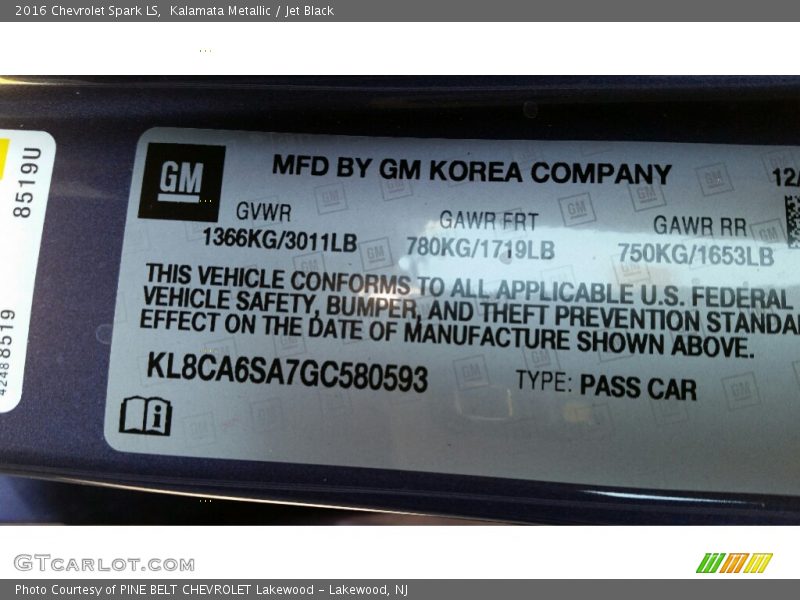 2016 Chevrolet Spark LS,  Kalamata Metallic / Jet Black
8519U
42488519
GM
MFD BY GM KOREA COMPANY
12/
GVWR
GAWR FRT
GAWR RR
1366KG/3011LB
780KG/1719LB
750KG/1653LB
THIS VEHICLE CONFORMS TO ALL APPLICABLE U.S. FEDERAL
VEHICLE SAFETY, BUMPER, AND THEFT PREVENTION STANDA
EFFECT ON THE DATE OF MANUFACTURE SHOWN ABOVE.
KL8CA6SA7GC580593
TYPE: PASS CAR
i
GTCARLOT.COM
Photo Courtesy of PINE BELT CHEVROLET Lakewood - Lakewood, NJ